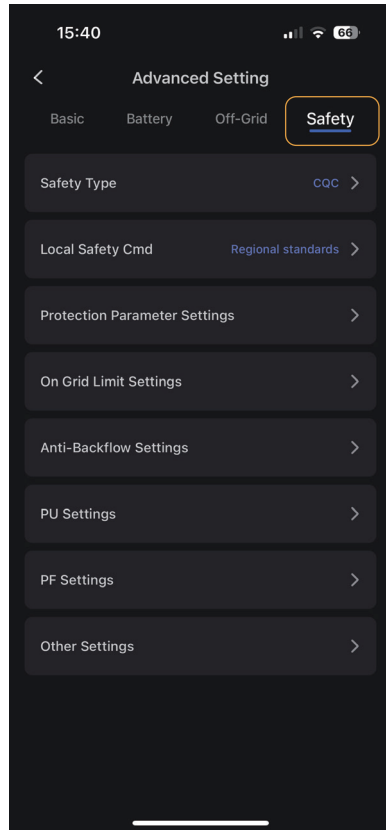 15:40 66
Advanced Setting
Basic Battery Off-Grid Safety
Safety Type CQC
Local Safety Cmd Regional standards
Protection Parameter Settings
On Grid Limit Settings
Anti-Backflow Settings
PU Settings
PF Settings
Other Settings